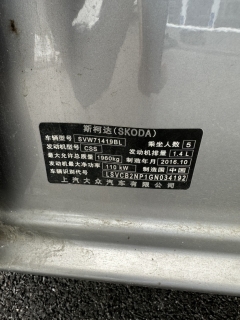 斯柯达(SKODA)
车辆型号 SVW71419BL 乘坐人数 5
发动机型号 CSS 发动机排量 1.4L
最大允许总质量 1960kg 制造年月 2016.10
发动机最大净功率 110 kW 中国制造
车辆识别代号 LSVCB2NP1GN034192
上汽大众汽车有限公司